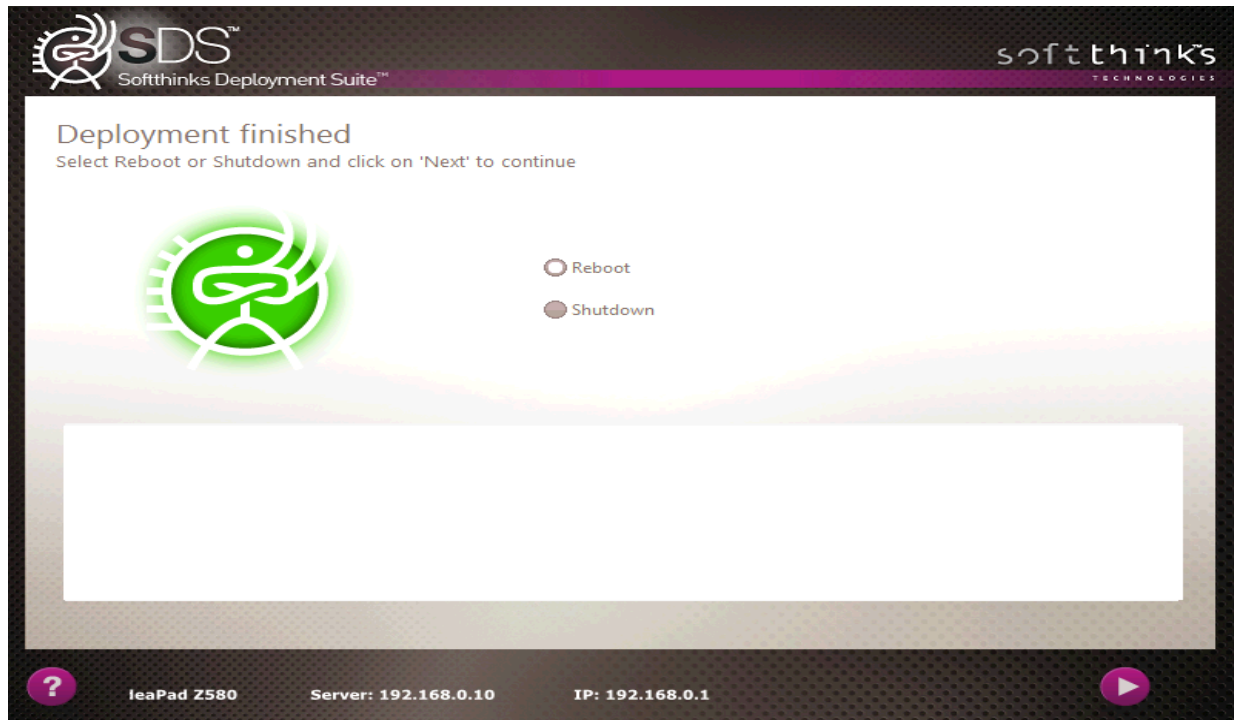 SDS™
Softthinks Deployment Suite™
softthinks
TECHNOLOGIES
Deployment finished
Select Reboot or Shutdown and click on 'Next' to continue
Reboot
Shutdown
?
leaPad Z580 Server: 192.168.0.10 IP: 192.168.0.1